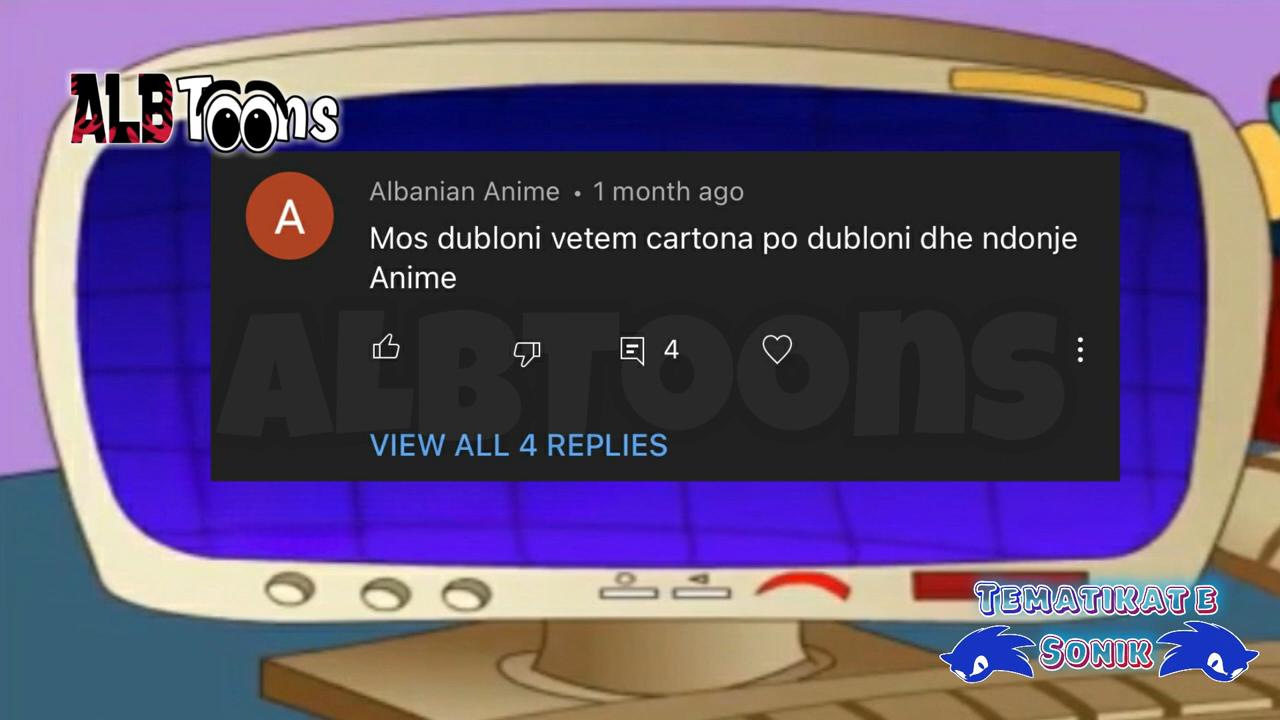 ALBToons
A
Albanian Anime • 1 month ago
Mos dubloni vetem cartona po dubloni dhe ndonje
Anime
4
ALBToons
VIEW ALL 4 REPLIES
TEMATIKAT E
SONIK